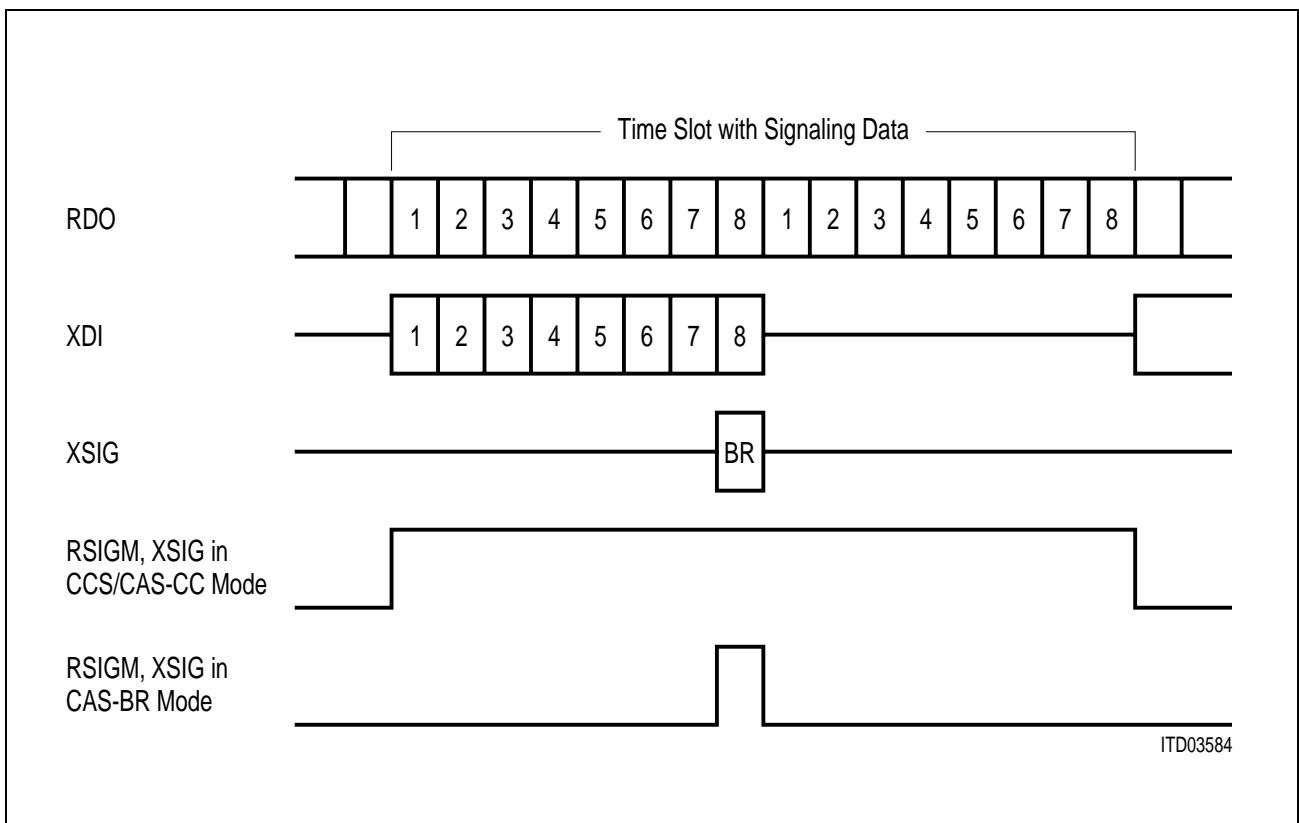 Time Slot with Signaling Data
RDO 1 2 3 4 5 6 7 8 1 2 3 4 5 6 7 8
XDI 1 2 3 4 5 6 7 8
XSIG BR
RSIGM, XSIG in
CCS/CAS-CC Mode
RSIGM, XSIG in
CAS-BR Mode
ITD03584